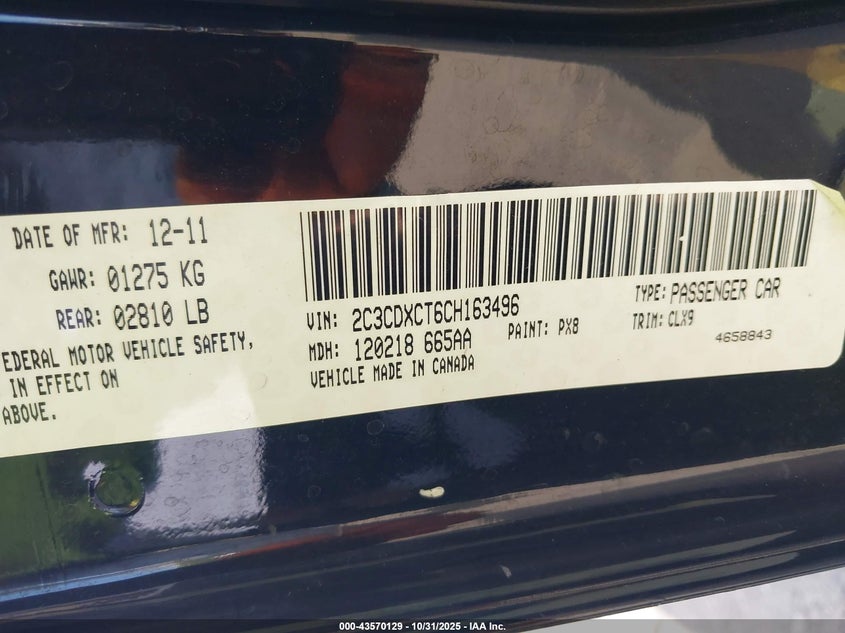 DATE OF MFR: 12-11
GAWR: 01275 KG
REAR: 02810 LB
FEDERAL MOTOR VEHICLE SAFETY,
IN EFFECT ON
ABOVE.
VIN: 2C3CDXCT6CH163496
TYPE: PASSENGER CAR
MDH: 120218 665AA
PAINT: PX8
TRIM: CLX9
VEHICLE MADE IN CANADA
4658843
000-43570129 - 10/31/2025 - IAA Inc.